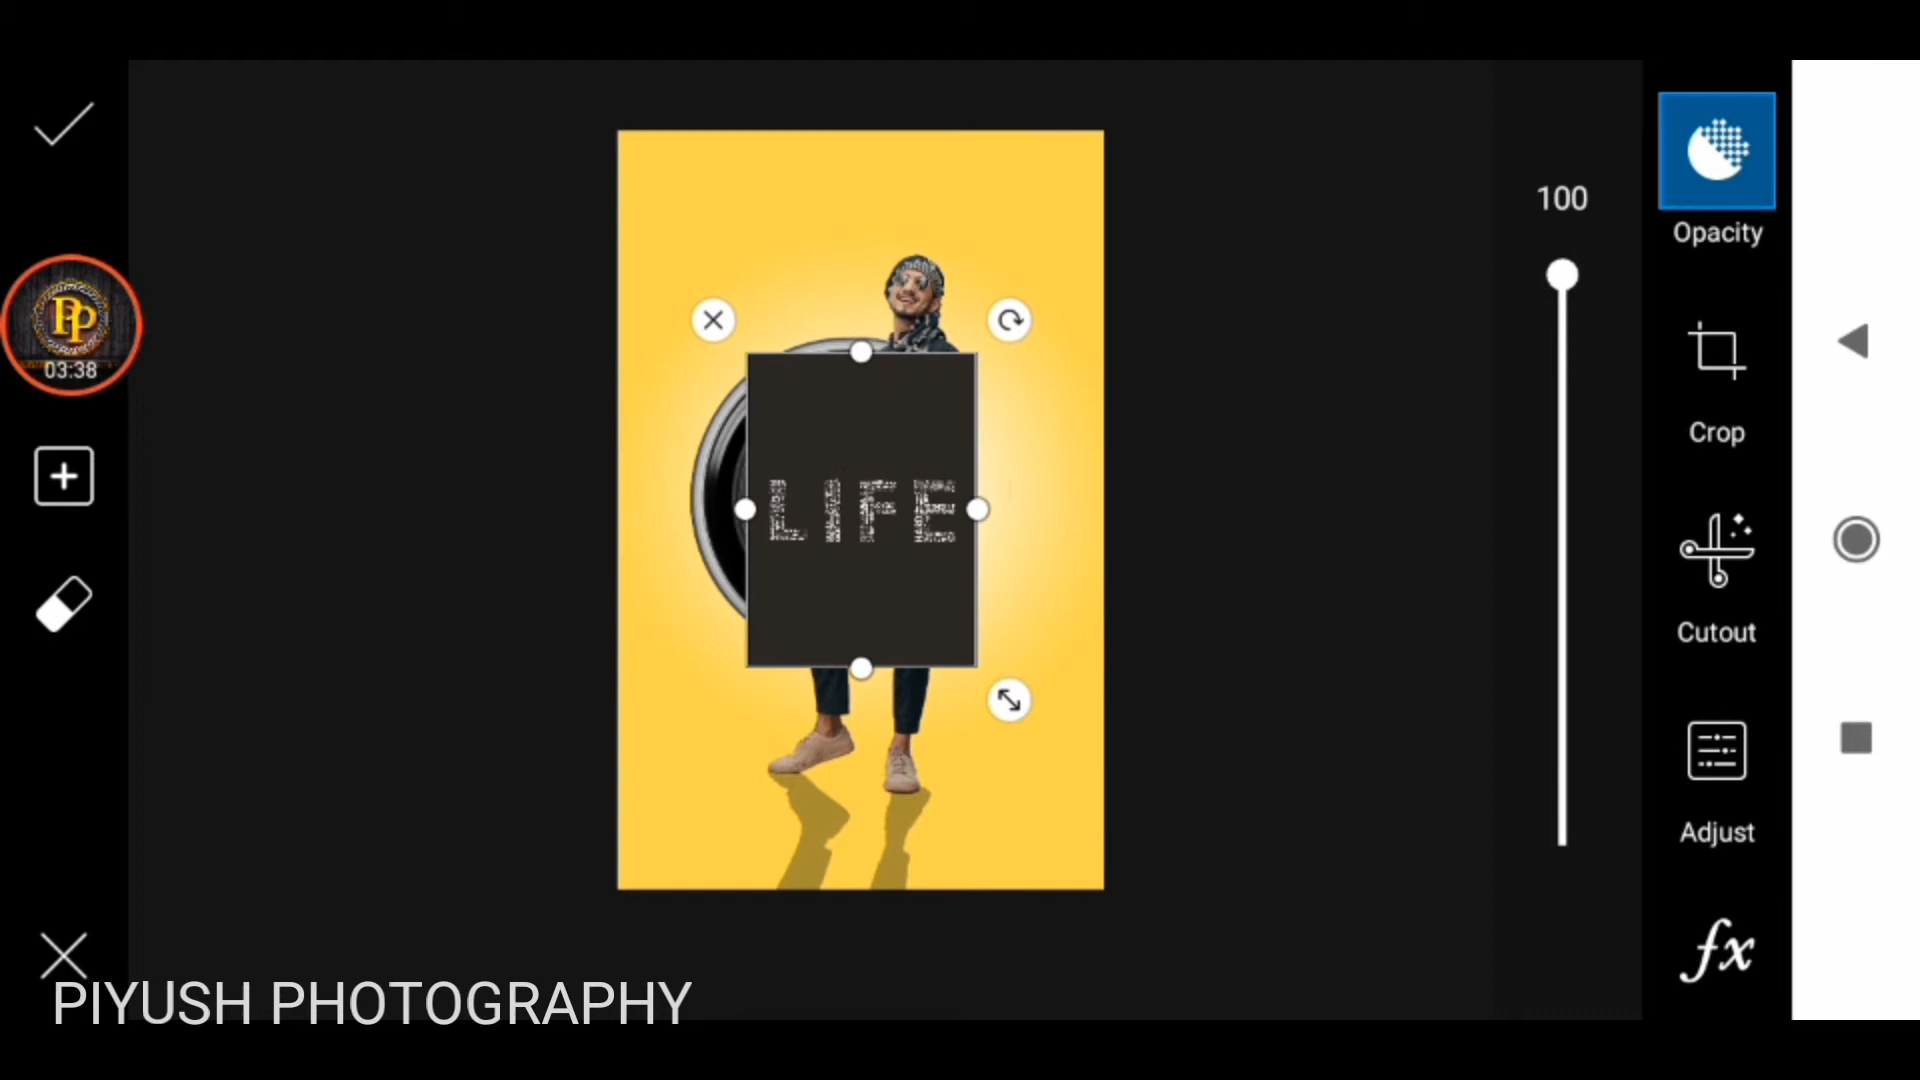 100
Opacity
Pp
03:38
Crop
LIFE
Cutout
Adjust
fx
PIYUSH PHOTOGRAPHY